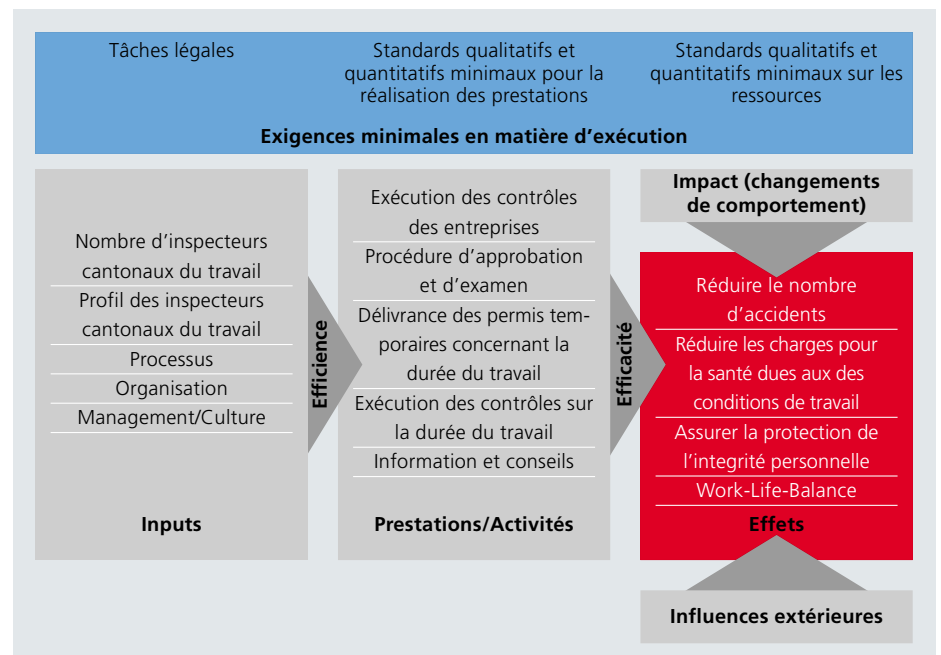 Tâches légales
Standards qualitatifs et
quantitatifs minimaux pour la
réalisation des prestations
Standards qualitatifs et
quantitatifs minimaux sur les
ressources
Exigences minimales en matière d'exécution
Nombre d'inspecteurs
cantonaux du travail
Profil des inspecteurs
cantonaux du travail
Processus
Organisation
Management/Culture
Inputs
Efficience
Exécution des contrôles
des entreprises
Procédure d'approbation
et d'examen
Délivrance des permis tem-
poraires concernant la
durée du travail
Exécution des contrôles sur
la durée du travail
Information et conseils
Prestations/Activités
Efficacité
Impact (changements
de comportement)
Réduire le nombre
d'accidents
Réduire les charges pour
la santé dues aux des
conditions de travail
Assurer la protection de
l'integrité personnelle
Work-Life-Balance
Effets
Influences extérieures